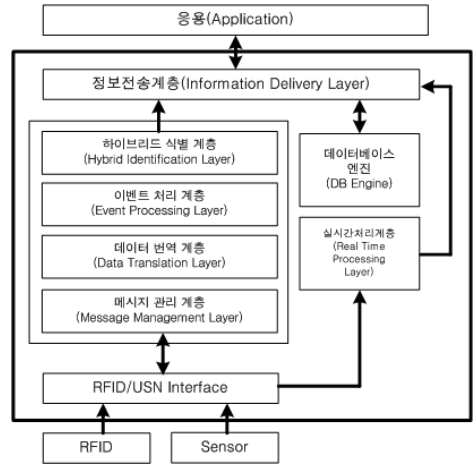 응용(Application)
정보전송계층(Information Delivery Layer)
하이브리드 식별 계층
(Hybrid Identification Layer)
이벤트 처리 계층
(Event Processing Layer)
데이터 번역 계층
(Data Translation Layer)
메시지 관리 계층
(Message Management Layer)
데이터베이스
엔진
(DB Engine)
실시간처리계층
(Real Time
Processing
Layer)
RFID/USN Interface
RFID
Sensor